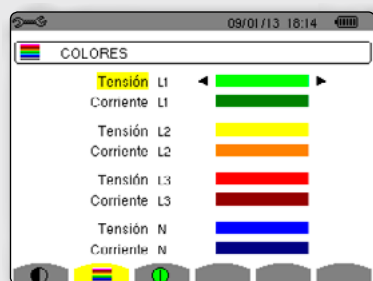 09/01/13 18:14
COLORES
Tensión L1
Corriente L1
Tensión L2
Corriente L2
Tensión L3
Corriente L3
Tensión N
Corriente N